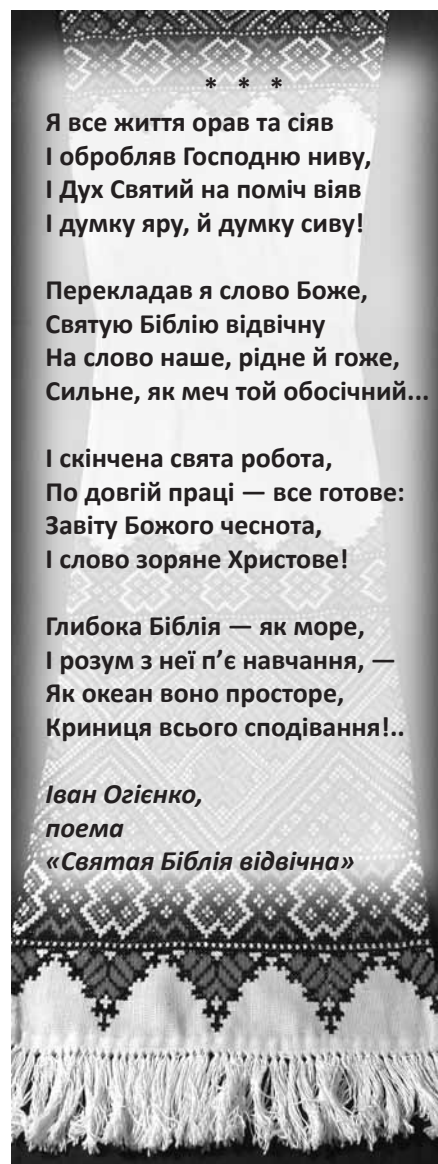 * * *
Я все життя орав та сіяв
І обробляв Господню ниву,
І Дух Святий на поміч віяв
І думку яру, й думку сиву!
Перекладав я слово Боже,
Святую Біблію відвічну
На слово наше, рідне й гоже,
Сильне, як меч той обосічний...
І скінчена свята робота,
По довгій праці — все готове:
Завіту Божого чеснота,
І слово зоряне Христове!
Глибока Біблія — як море,
І розум з неї п’є навчання, —
Як океан воно просторе,
Криниця всього сподівання!..
Іван Огієнко,
поема
«Святая Біблія відвічна»